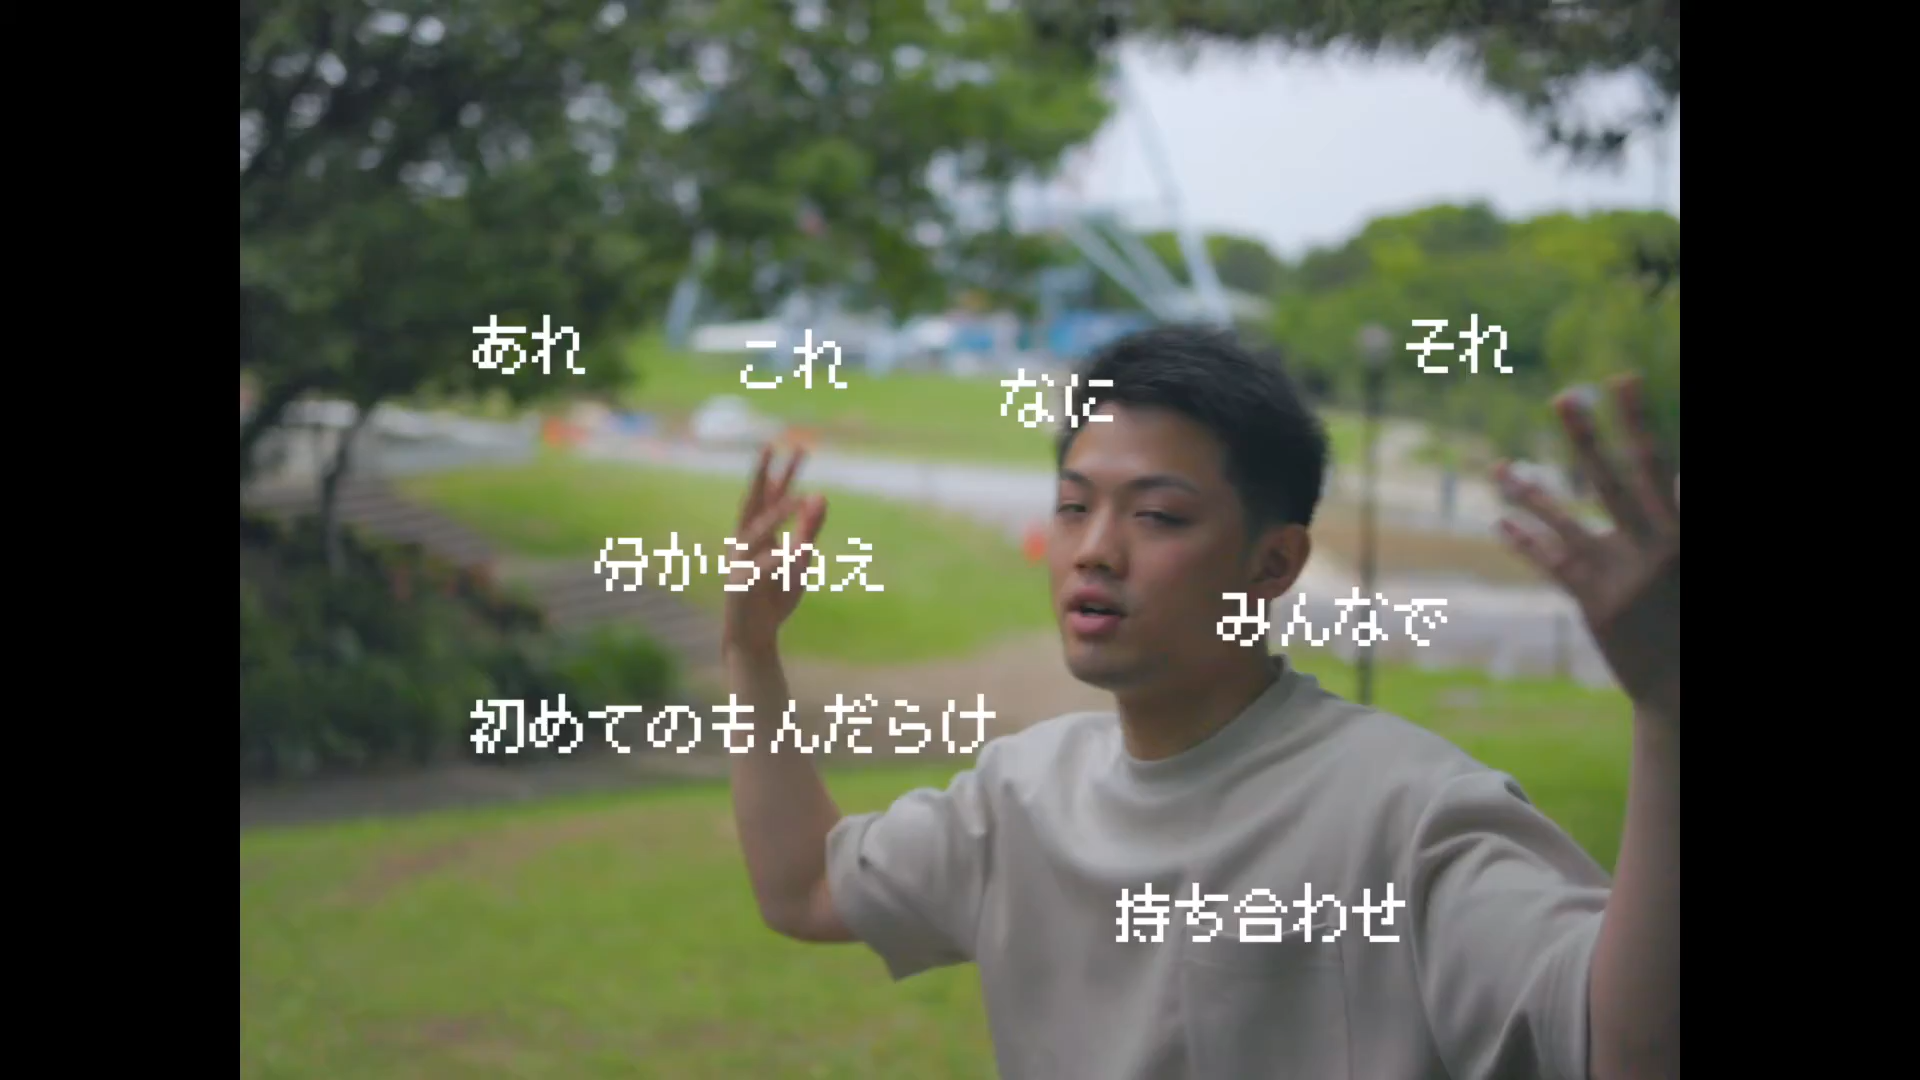 あれ
これ
なに
それ
分からねえ
みんなで
初めてのもんだらけ
持ち合わせ